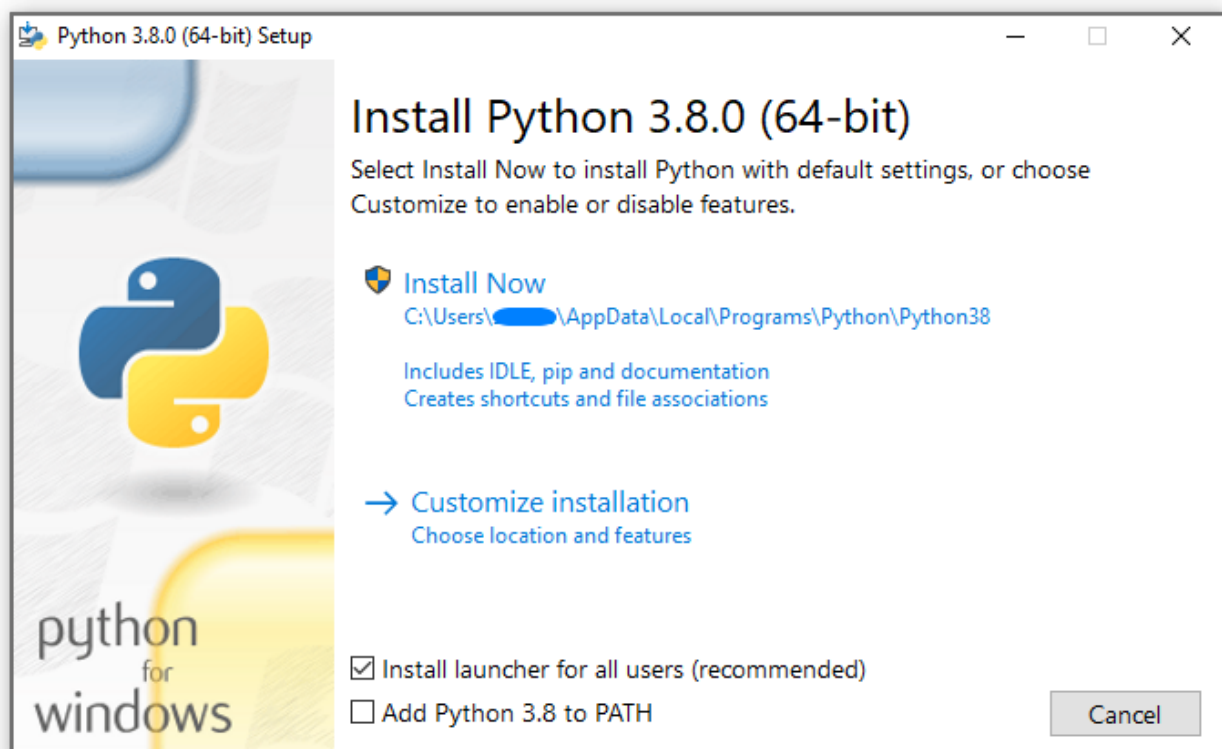 Python 3.8.0 (64-bit) Setup
Install Python 3.8.0 (64-bit)
Select Install Now to install Python with default settings, or choose
Customize to enable or disable features.
Install Now
C:\Users\ \AppData\Local\Programs\Python\Python38
Includes IDLE, pip and documentation
Creates shortcuts and file associations
Customize installation
Choose location and features
python
for
windows
Install launcher for all users (recommended)
Add Python 3.8 to PATH
Cancel